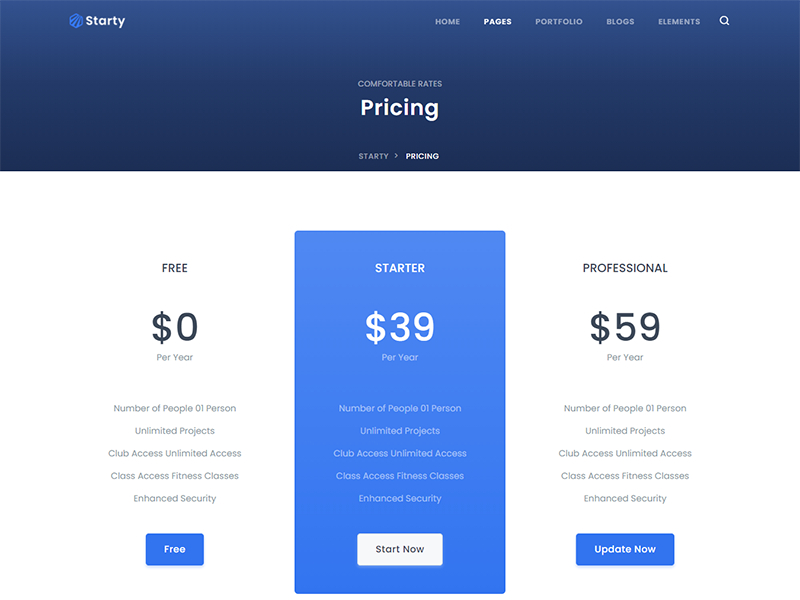 Starty
HOME PAGES PORTFOLIO BLOGS ELEMENTS
COMFORTABLE RATES
Pricing
STARTY > PRICING
FREE
$0
Per Year
Number of People 01 Person
Unlimited Projects
Club Access Unlimited Access
Class Access Fitness Classes
Enhanced Security
Free
STARTER
$39
Per Year
Number of People 01 Person
Unlimited Projects
Club Access Unlimited Access
Class Access Fitness Classes
Enhanced Security
Start Now
PROFESSIONAL
$59
Per Year
Number of People 01 Person
Unlimited Projects
Club Access Unlimited Access
Class Access Fitness Classes
Enhanced Security
Update Now